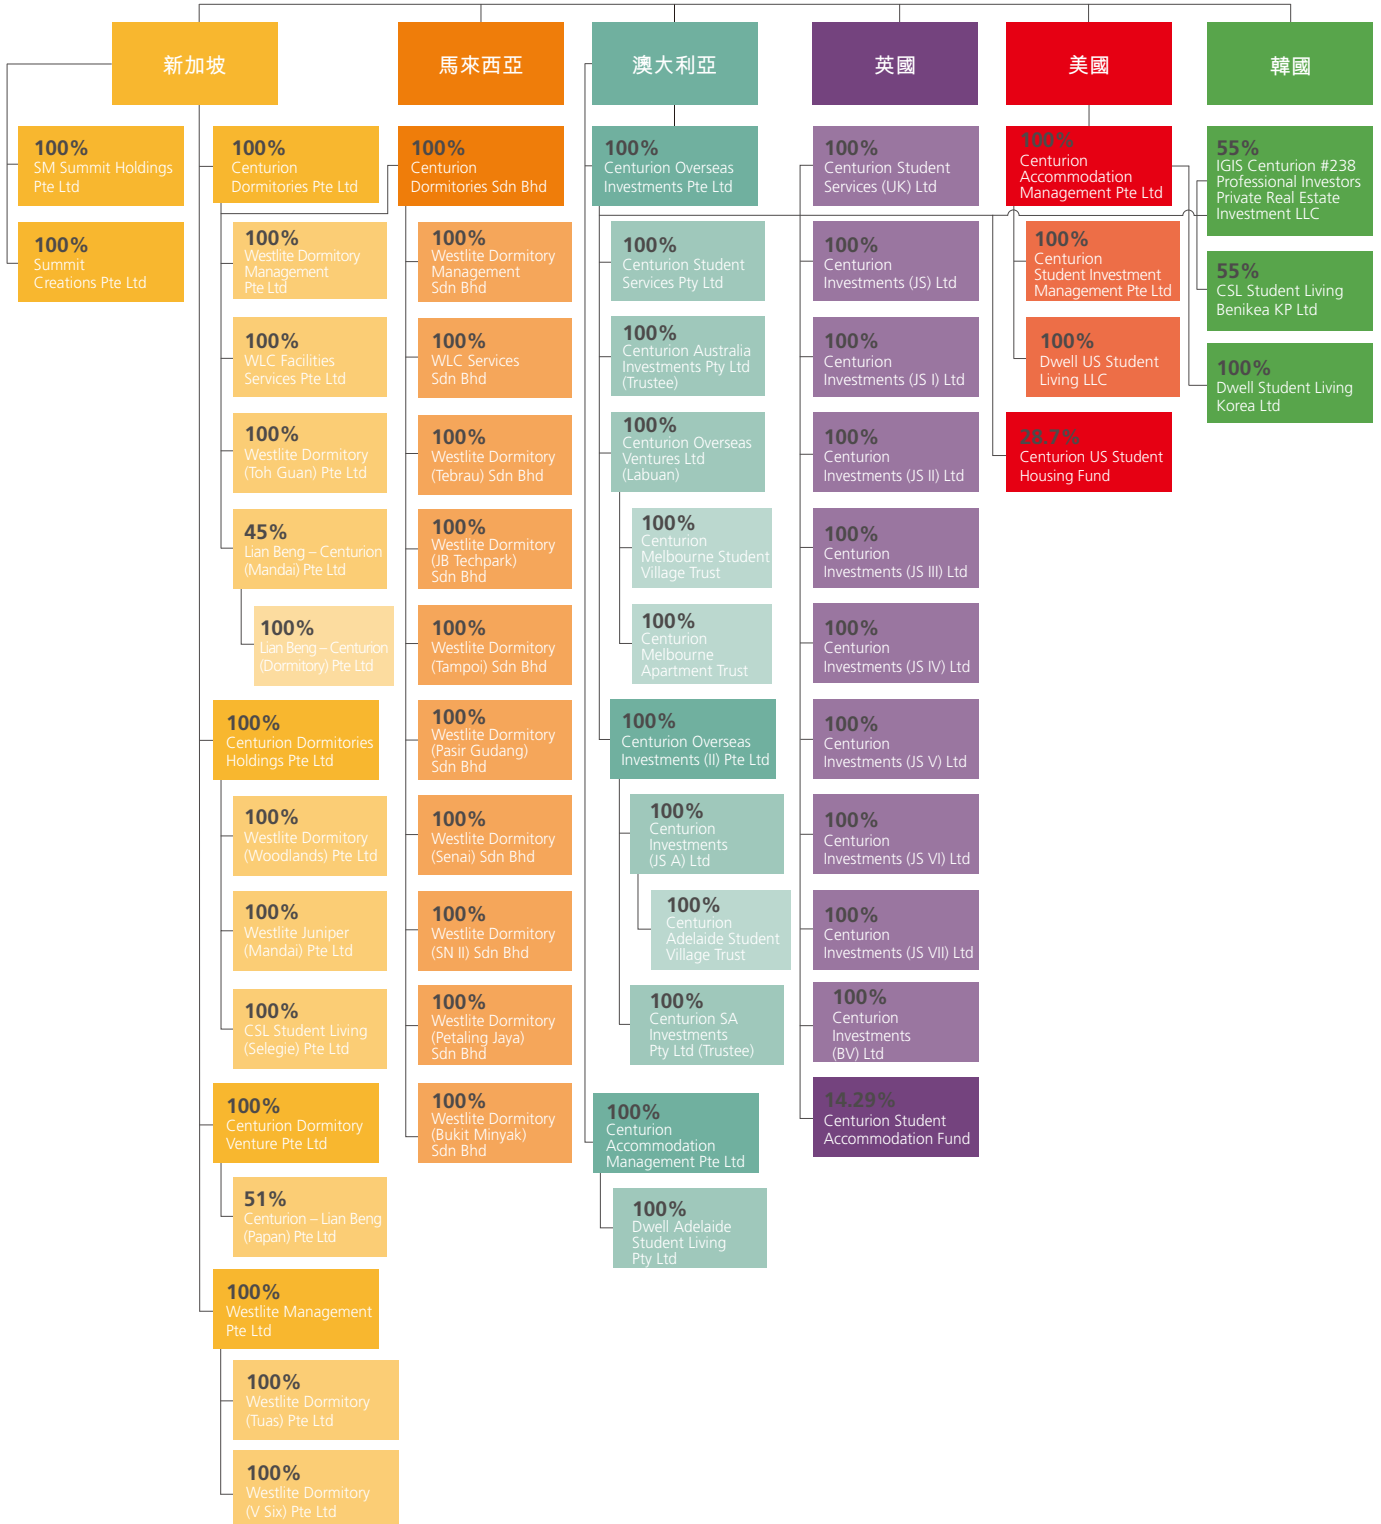 新加坡
100%
SM Summit Holdings
Pte Ltd
100%
Summit
Creations Pte Ltd
100%
Centurion
Dormitories Pte Ltd
100%
Westlite Dormitory
Management
Pte Ltd
100%
WLC Facilities
Services Pte Ltd
100%
Westlite Dormitory
(Toh Guan) Pte Ltd
45%
Lian Beng – Centurion
(Mandai) Pte Ltd
100%
Lian Beng – Centurion
(Dormitory) Pte Ltd
100%
Centurion Dormitories
Holdings Pte Ltd
100%
Westlite Dormitory
(Woodlands) Pte Ltd
100%
Westlite Juniper
(Mandai) Pte Ltd
100%
CSL Student Living
(Selegie) Pte Ltd
100%
Centurion Dormitory
Venture Pte Ltd
51%
Centurion – Lian Beng
(Papan) Pte Ltd
100%
Westlite Management
Pte Ltd
100%
Westlite Dormitory
(Tuas) Pte Ltd
100%
Westlite Dormitory
(V Six) Pte Ltd
馬來西亞
100%
Centurion
Dormitories Sdn Bhd
100%
Westlite Dormitory
Management
Sdn Bhd
100%
WLC Services
Sdn Bhd
100%
Westlite Dormitory
(Tebrau) Sdn Bhd
100%
Westlite Dormitory
(JB Techpark)
Sdn Bhd
100%
Westlite Dormitory
(Tampoi) Sdn Bhd
100%
Westlite Dormitory
(Pasir Gudang)
Sdn Bhd
100%
Westlite Dormitory
(Senai) Sdn Bhd
100%
Westlite Dormitory
(SN II) Sdn Bhd
100%
Westlite Dormitory
(Petaling Jaya)
Sdn Bhd
100%
Westlite Dormitory
(Bukit Minyak)
Sdn Bhd
澳大利亞
100%
Centurion Overseas
Investments Pte Ltd
100%
Centurion Student
Services Pty Ltd
100%
Centurion Australia
Investments Pty Ltd
(Trustee)
100%
Centurion Overseas
Ventures Ltd
(Labuan)
100%
Centurion
Melbourne Student
Village Trust
100%
Centurion
Melbourne
Apartment Trust
100%
Centurion Overseas
Investments (II) Pte Ltd
100%
Centurion
Investments
(JS A) Ltd
100%
Centurion
Adelaide Student
Village Trust
100%
Centurion SA
Investments
Pty Ltd (Trustee)
100%
Centurion
Accommodation
Management Pte Ltd
100%
Dwell Adelaide
Student Living
Pty Ltd
英國
100%
Centurion Student
Services (UK) Ltd
100%
Centurion
Investments (JS) Ltd
100%
Centurion
Investments (JS I) Ltd
100%
Centurion
Investments (JS II) Ltd
100%
Centurion
Investments (JS III) Ltd
100%
Centurion
Investments (JS IV) Ltd
100%
Centurion
Investments (JS V) Ltd
100%
Centurion
Investments (JS VI) Ltd
100%
Centurion
Investments (JS VII) Ltd
100%
Centurion
Investments
(BV) Ltd
14.29%
Centurion Student
Accommodation Fund
美國
100%
Centurion
Accommodation
Management Pte Ltd
100%
Centurion
Student Investment
Management Pte Ltd
100%
Dwell US Student
Living LLC
28.7%
Centurion US Student
Housing Fund
韓國
55%
IGIS Centurion #238
Professional Investors
Private Real Estate
Investment LLC
55%
CSL Student Living
Benikea KP Ltd
100%
Dwell Student Living
Korea Ltd